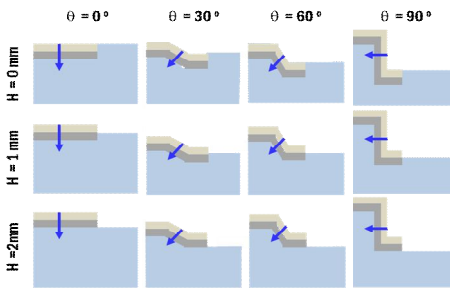 θ = 0° θ = 30° θ = 60° θ = 90°
H = 0 mm
H = 1 mm
H =2mm